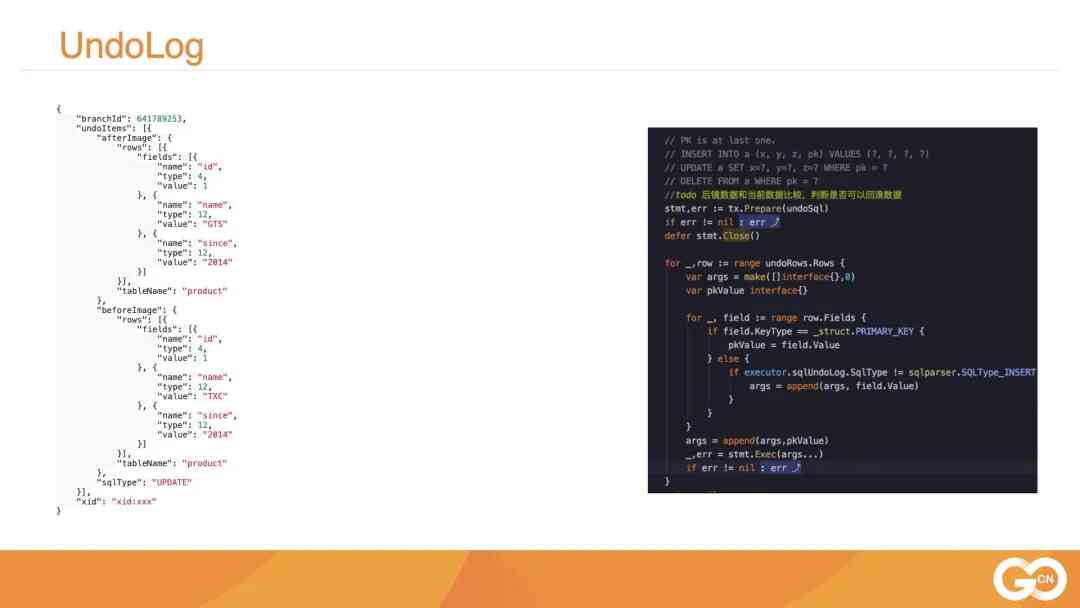 UndoLog
{
"branchId": 641789253,
"undoItems": [{
"afterImage": {
"rows": [{
"fields": [{
"name": "id",
"type": 4,
"value": 1
}, {
"name": "name",
"type": 12,
"value": "GTS"
}, {
"name": "since",
"type": 12,
"value": "2014"
}]
}],
"tableName": "product"
},
"beforeImage": {
"rows": [{
"fields": [{
"name": "id",
"type": 4,
"value": 1
}, {
"name": "name",
"type": 12,
"value": "TXC"
}, {
"name": "since",
"type": 12,
"value": "2014"
}]
}],
"tableName": "product"
},
"sqlType": "UPDATE"
}],
"xid": "xid:xxx"
}
// PK is at last one.
// INSERT INTO a (x, y, z, pk) VALUES (?, ?, ?, ?)
// UPDATE a SET x=?, y=?, z=? WHERE pk = ?
// DELETE FROM a WHERE pk = ?
//todo 后镜数据和当前数据比较，判断是否可以回滚数据
stmt,err := tx.Prepare(undoSql)
if err != nil : err ⤴
defer stmt.Close()
for _,row := range undoRows.Rows {
var args = make([]interface{},0)
var pkValue interface{}
for _, field := range row.Fields {
if field.KeyType == _struct.PRIMARY_KEY {
pkValue = field.Value
} else {
if executor.sqlUndoLog.SqlType != sqlparser.SQLType_INSERT
args = append(args, field.Value)
}
}
}
args = append(args,pkValue)
_,err = stmt.Exec(args...)
if err != nil : err ⤴
}
GO CN